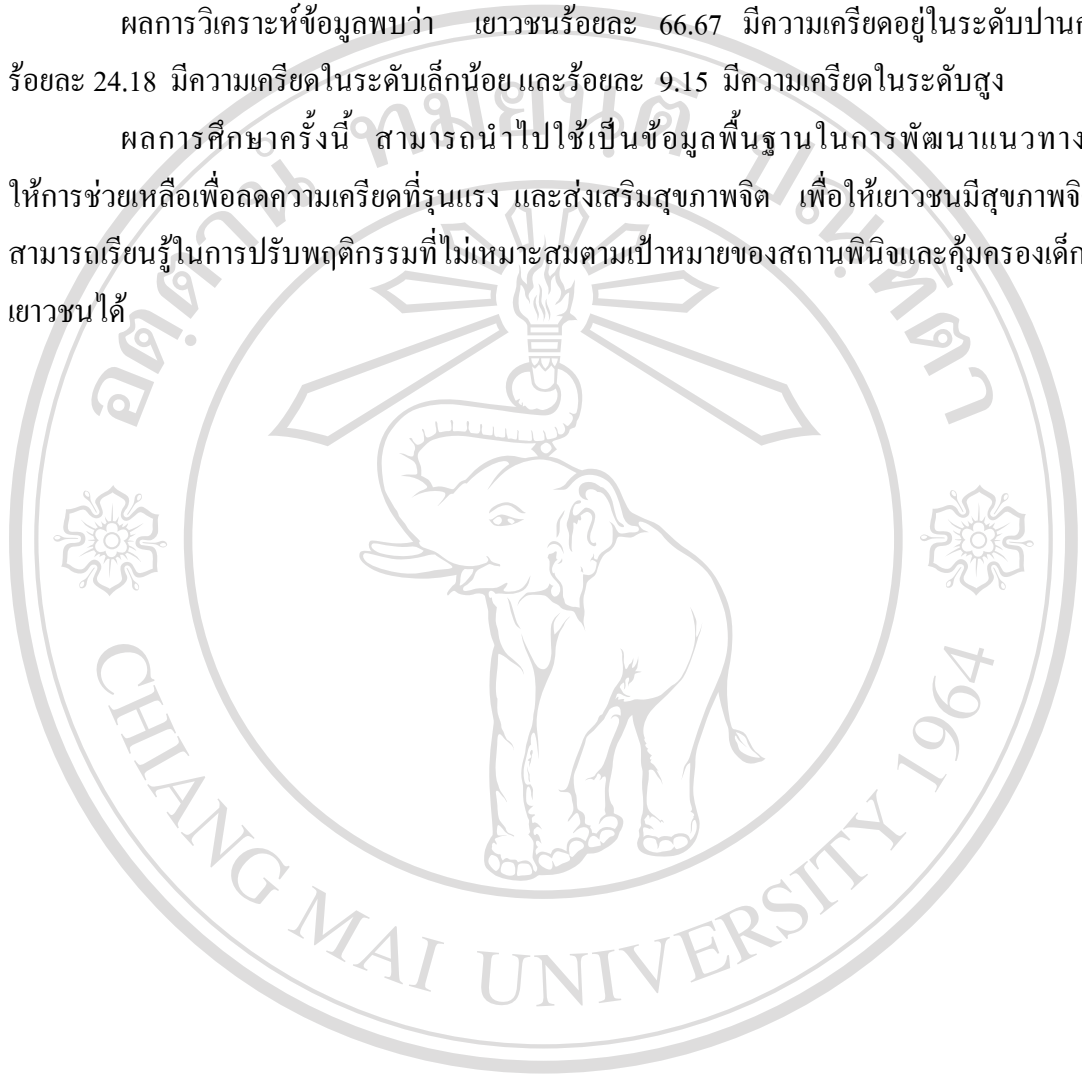 ผลการวิเคราะห์ข้อมูลพบว่า เยาวชนร้อยละ 66.67 มีความเครียดอยู่ในระดับปานก
ร้อยละ 24.18 มีความเครียดในระดับเล็กน้อย และร้อยละ 9.15 มีความเครียดในระดับสูง
ผลการศึกษาครั้งนี้ สามารถนำไปใช้เป็นข้อมูลพื้นฐานในการพัฒนาแนวทาง
ให้การช่วยเหลือเพื่อลดความเครียดที่รุนแรง และส่งเสริมสุขภาพจิต เพื่อให้เยาวชนมีสุขภาพจิ
สามารถเรียนรู้ในการปรับพฤติกรรมที่ไม่เหมาะสมตามเป้าหมายของสถานพินิจและคุ้มครองเด็ก
เยาวชนได้
อตฺตานํ ทมยนฺติ ปณฺฑิตา
CHIANG MAI UNIVERSITY 1964